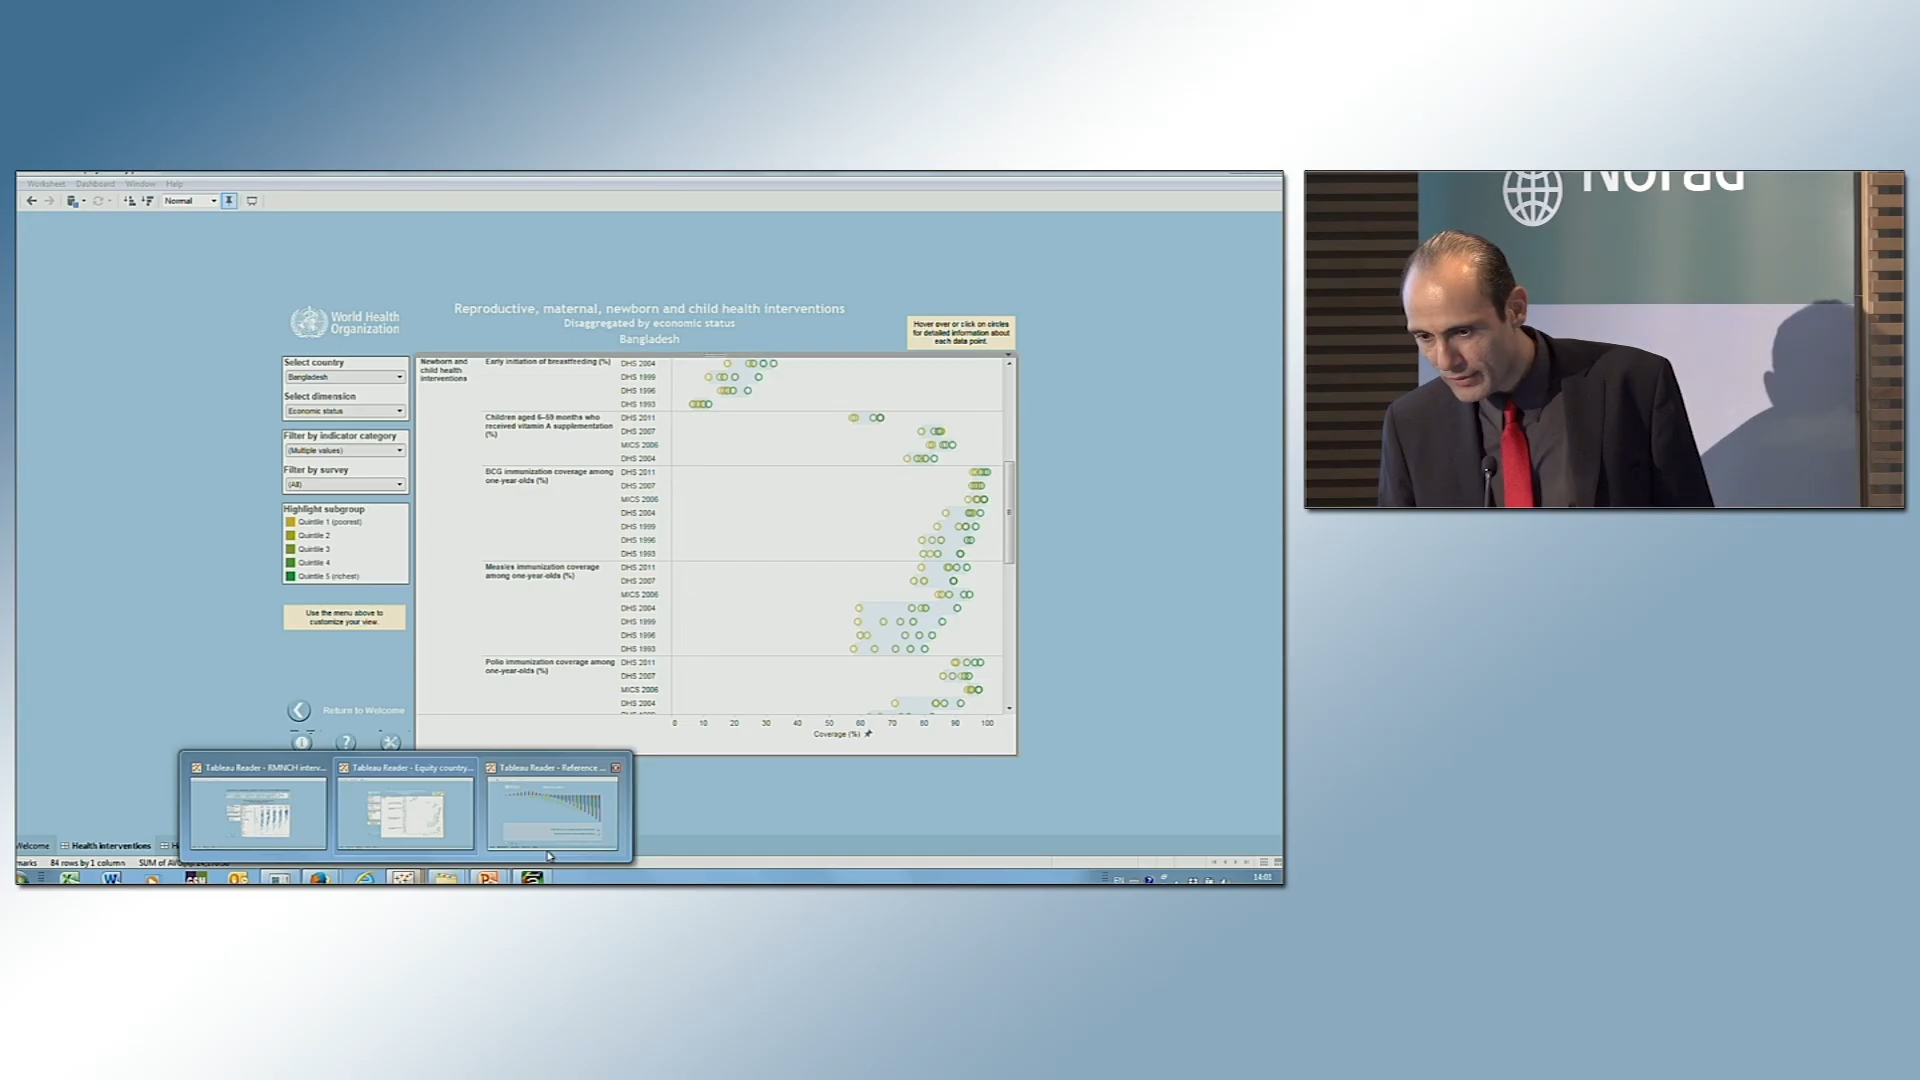 Worksheet Dashboard Window Help
Normal
World Health
Organization
Reproductive, maternal, newborn and child health interventions
Disaggregated by economic status
Bangladesh
Hover over or click on circles
for detailed information about
each data point.
Select country
Bangladesh
Select dimension
Economic status
Filter by indicator category
(Multiple values)
Filter by survey
(All)
Highlight subgroup
Quintile 1 (poorest)
Quintile 2
Quintile 3
Quintile 4
Quintile 5 (richest)
Use the menu above to
customize your view.
Return to Welcome
Newborn and
child health
interventions
Early initiation of breastfeeding (%)
DHS 2004
DHS 1999
DHS 1996
DHS 1993
Children aged 6-59 months who
received vitamin A supplementation
(%)
DHS 2011
DHS 2007
MICS 2006
DHS 2004
BCG immunization coverage among
one-year-olds (%)
DHS 2011
DHS 2007
MICS 2006
DHS 2004
DHS 1999
DHS 1996
DHS 1993
Measles immunization coverage
among one-year-olds (%)
DHS 2011
DHS 2007
MICS 2006
DHS 2004
DHS 1999
DHS 1996
DHS 1993
Polio immunization coverage among
one-year-olds (%)
DHS 2011
DHS 2007
MICS 2006
DHS 2004
0 10 20 30 40 50 60 70 80 90 100
Coverage (%)
Tableau Reader - RMNCH interv...
Tableau Reader - Equity country...
Tableau Reader - Reference ...
Welcome
Health interventions
marks 84 rows by 1 column
EN
14:01
Norad